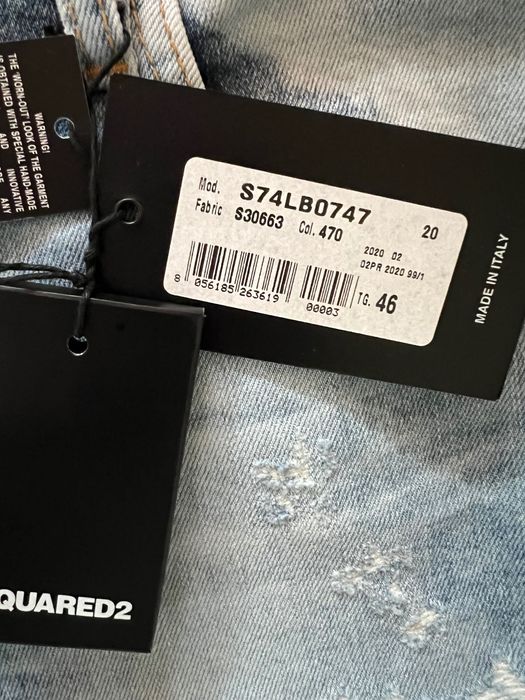 WARNING!
THE 'WORN-OUT' LOOK OF THE GARMENT
IS OBTAINED WITH SPECIAL HAND-MADE
AND INNOVATIVE
ANY
Mod. S74LB0747 20
Fabric S30663 Col. 470
2020 02
02PR 2020 99/1
8 056185 263619 00003 TG. 46
MADE IN ITALY
QUARED2